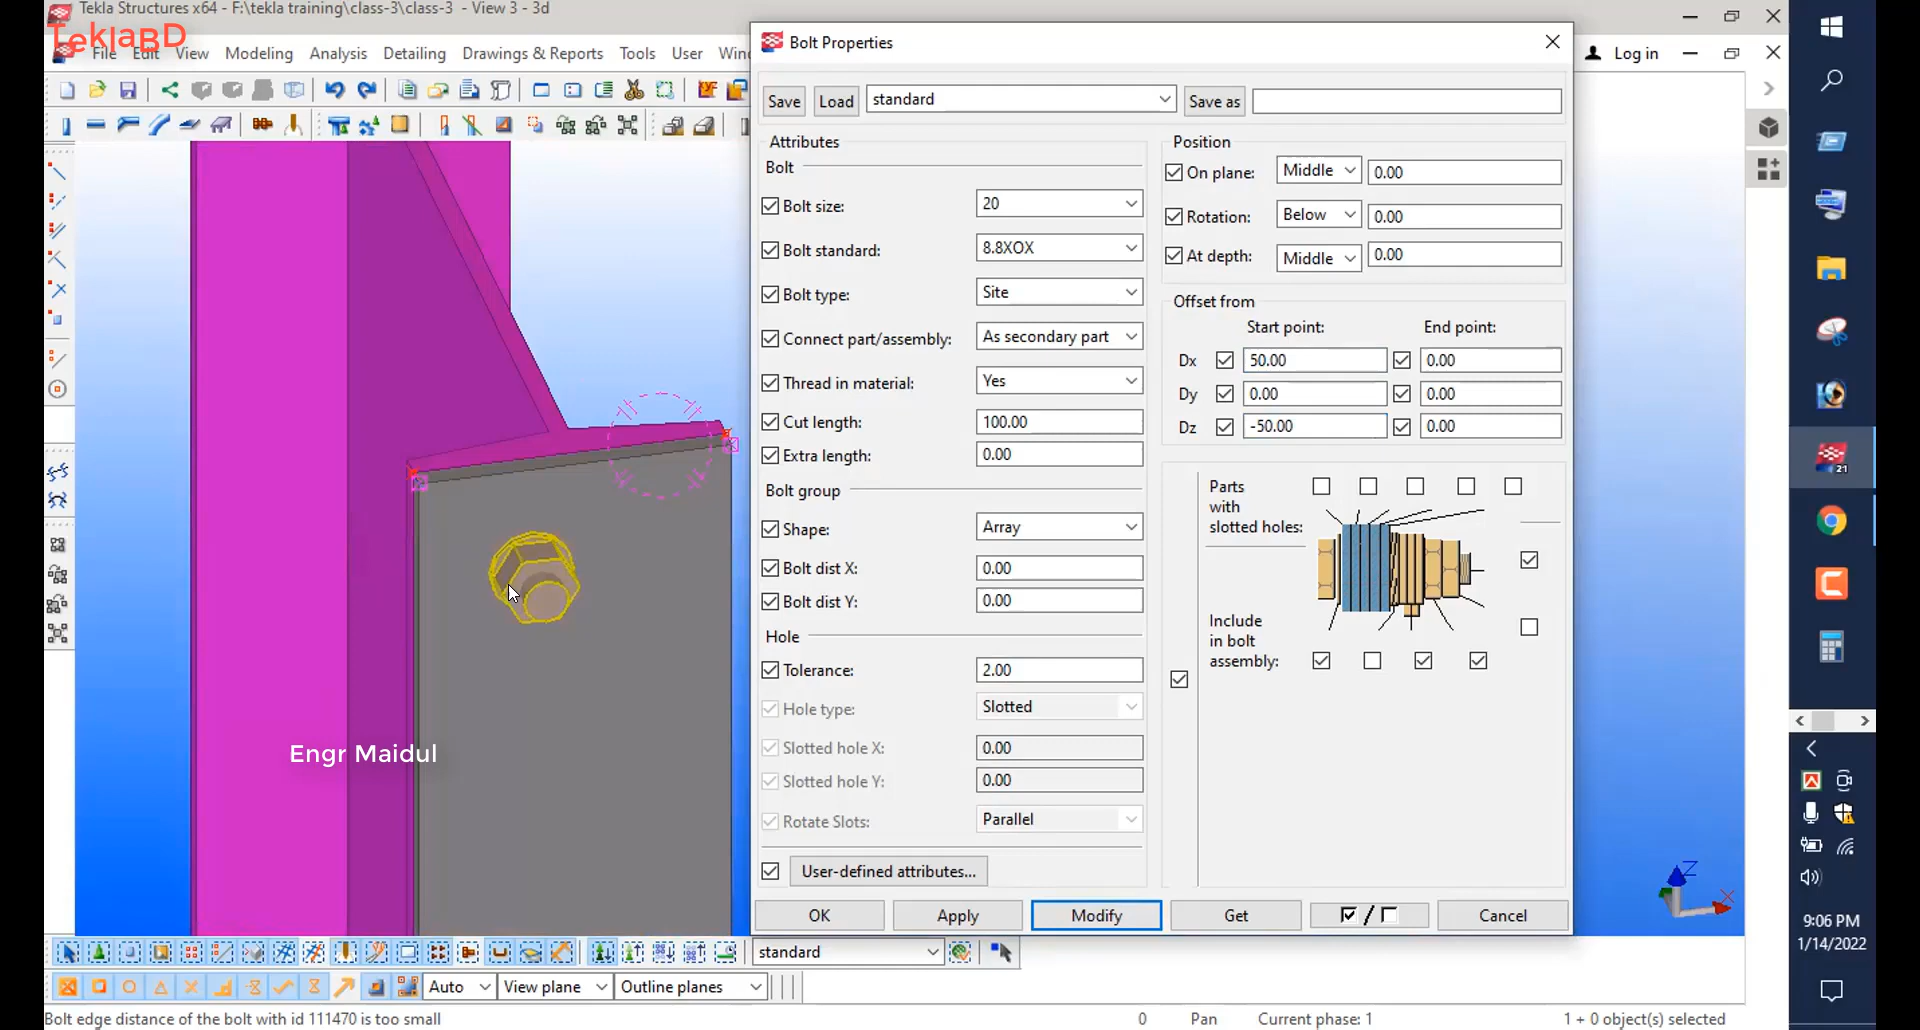 Tekla Structures x64 - F:\tekla training\class-3\class-3 - View 3 - 3d
TeklaBD
File Edit View Modeling Analysis Detailing Drawings & Reports Tools User Win
Log in
Bolt Properties
Save Load standard Save as
Attributes
Bolt
Bolt size: 20
Bolt standard: 8.8XOX
Bolt type: Site
Connect part/assembly: As secondary part
Thread in material: Yes
Cut length: 100.00
Extra length: 0.00
Bolt group
Shape: Array
Bolt dist X: 0.00
Bolt dist Y: 0.00
Hole
Tolerance: 2.00
Hole type: Slotted
Slotted hole X: 0.00
Slotted hole Y: 0.00
Rotate Slots: Parallel
User-defined attributes...
Position
On plane: Middle 0.00
Rotation: Below 0.00
At depth: Middle 0.00
Offset from
Start point: End point:
Dx 50.00 0.00
Dy 0.00 0.00
Dz -50.00 0.00
Parts
with
slotted holes:
Include
in bolt
assembly:
OK Apply Modify Get / Cancel
Engr Maidul
Z
X
21
9:06 PM
1/14/2022
standard
Auto View plane Outline planes
Bolt edge distance of the bolt with id 111470 is too small 0 Pan Current phase: 1 1 + 0 object(s) selected